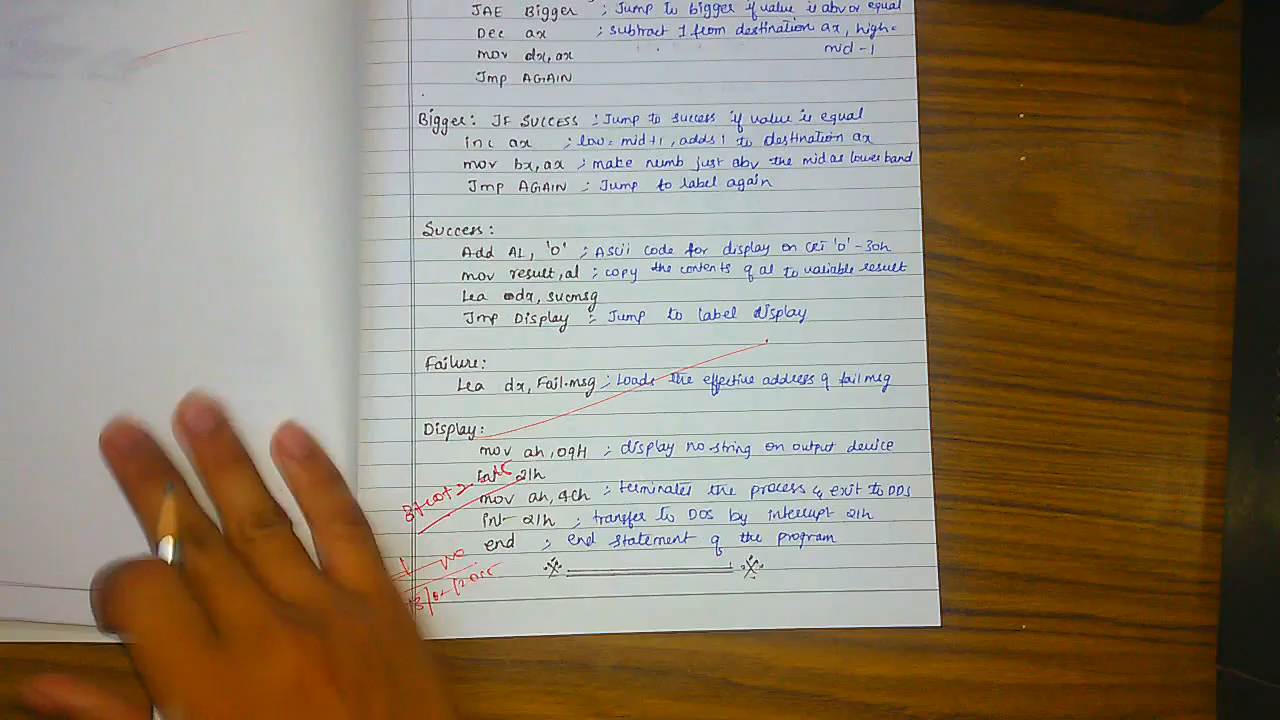 JAE Bigger ; Jump to bigger if value is abv or equal
Dec ax ; subtract 1 from destination ax, high=
mid-1
mov dx, ax
Jmp AGAIN
Bigger: JE SUCCESS ; Jump to success if value is equal
inc ax ; low= mid+1, adds 1 to destination ax
mov bx, ax ; make numb just abv the mid as lower band
Jmp AGAIN ; Jump to label again
Success:
Add AL, '0' ; ASCII code for display on CRT '0' - 30h
mov result, al ; copy the contents of al to variable result
Lea dx, sucmsg
Jmp Display ; Jump to label display
Failure:
Lea dx, Fail.msg ; Loads the effective address of fail msg
Display:
mov ah, 09H ; display no string on output device
int 21h
mov ah, 4ch ; terminates the process & exit to DOS
int 21h ; transfer to DOS by interrupt 21h
end ; end statement of the program